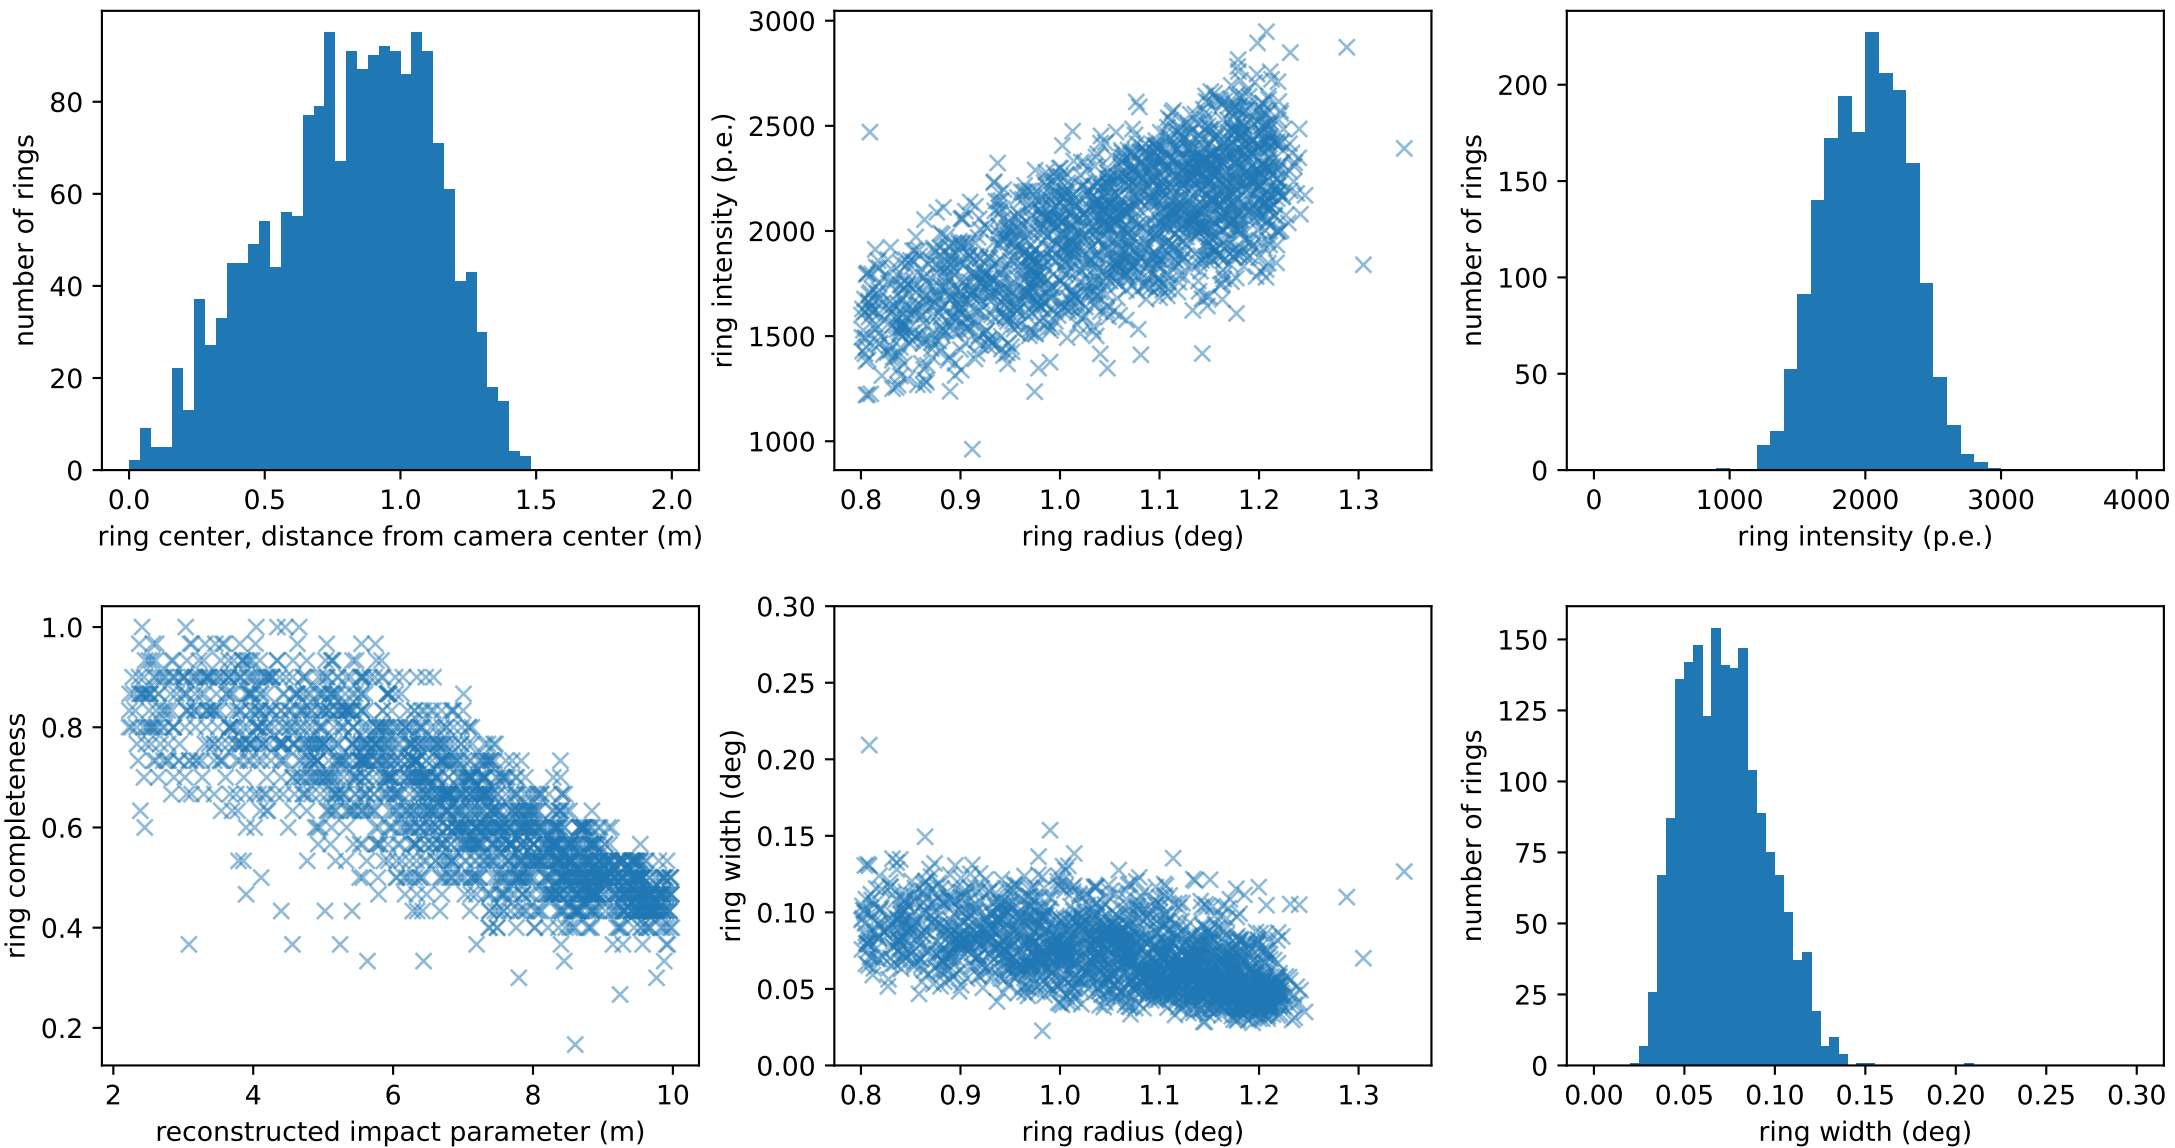 number of rings
80
60
40
20
0
0.0 0.5 1.0 1.5 2.0
ring center, distance from camera center (m)
ring intensity (p.e.)
3000
2500
2000
1500
1000
0.8 0.9 1.0 1.1 1.2 1.3
ring radius (deg)
number of rings
200
150
100
50
0
0 1000 2000 3000 4000
ring intensity (p.e.)
ring completeness
1.0
0.8
0.6
0.4
0.2
2 4 6 8 10
reconstructed impact parameter (m)
ring width (deg)
0.30
0.25
0.20
0.15
0.10
0.05
0.00
0.8 0.9 1.0 1.1 1.2 1.3
ring radius (deg)
number of rings
150
125
100
75
50
25
0
0.00 0.05 0.10 0.15 0.20 0.25 0.30
ring width (deg)